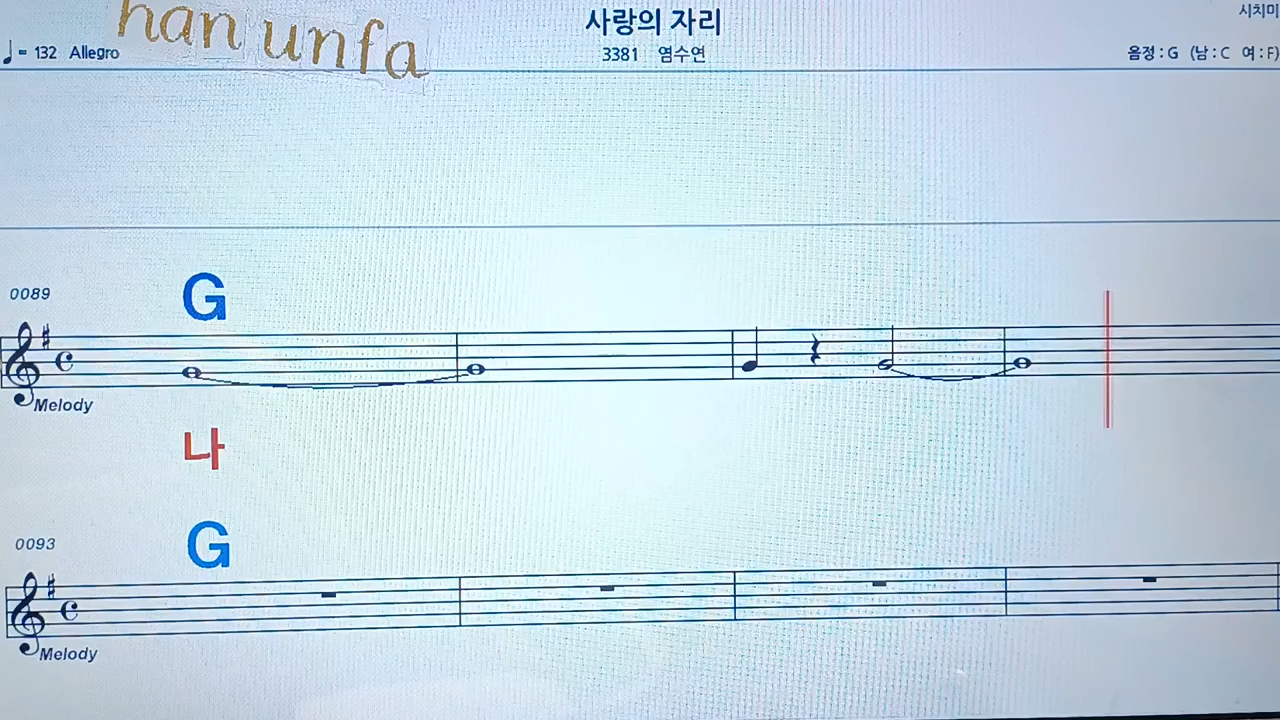 han unfa
사랑의 자리
시치미
♩= 132 Allegro
3381 염수연
음정 : G (남 : C 여 : F)
0089
G
Melody
나
0093
G
Melody